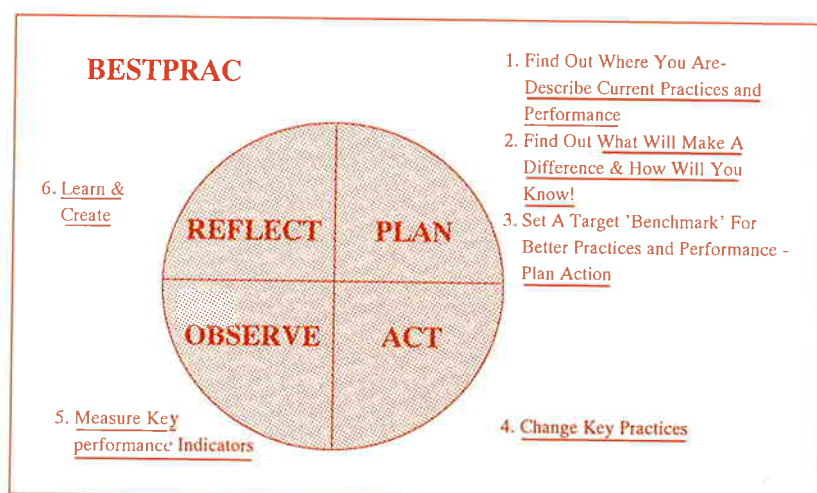 BESTPRAC
1. Find Out Where You Are-
Describe Current Practices and
Performance
2. Find Out What Will Make A
Difference & How Will You
Know!
3. Set A Target 'Benchmark' For
Better Practices and Performance -
Plan Action
6. Learn &
Create
REFLECT
PLAN
OBSERVE
ACT
5. Measure Key
performance Indicators
4. Change Key Practices